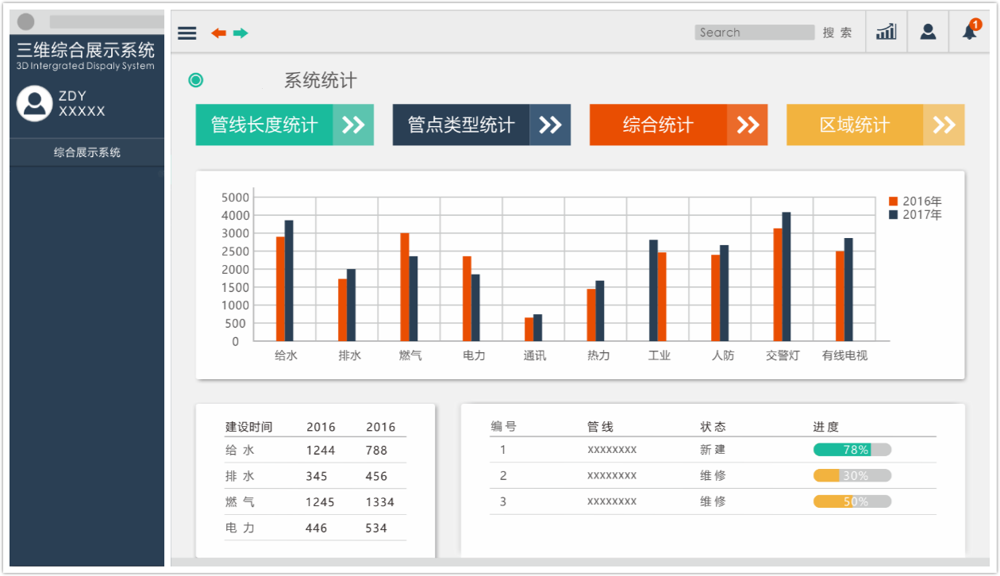 三维综合展示系统
3D Intergrated Dispaly System
ZDY
XXXXX
综合展示系统
Search 搜 索 1
系统统计
管线长度统计 管点类型统计 综合统计 区域统计
5000
4000
3000
2500
2000
1500
1000
500
0
2016年
2017年
给水 排水 燃气 电力 通讯 热力 工业 人防 交警灯 有线电视
建设时间 2016 2016
给 水 1244 788
排 水 345 456
燃 气 1245 1334
电 力 446 534
编 号 管 线 状 态 进 度
1 xxxxxxxx 新 建 78%
2 xxxxxxxx 维 修 30%
3 xxxxxxxx 维 修 50%